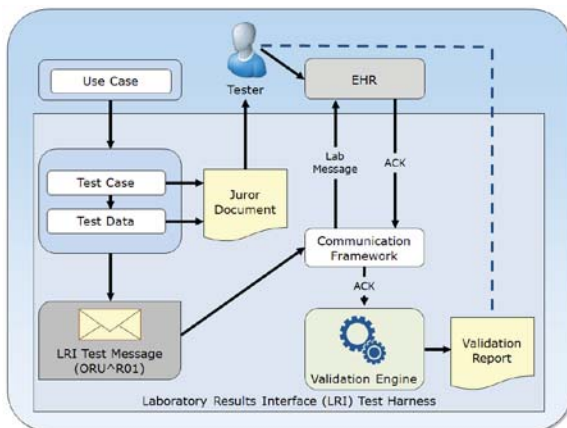 Use Case
Tester
EHR
Test Case
Test Data
Juror
Document
Lab
Message
ACK
Communication
Framework
ACK
LRI Test Message
(ORU^R01)
Validation Engine
Validation
Report
Laboratory Results Interface (LRI) Test Harness